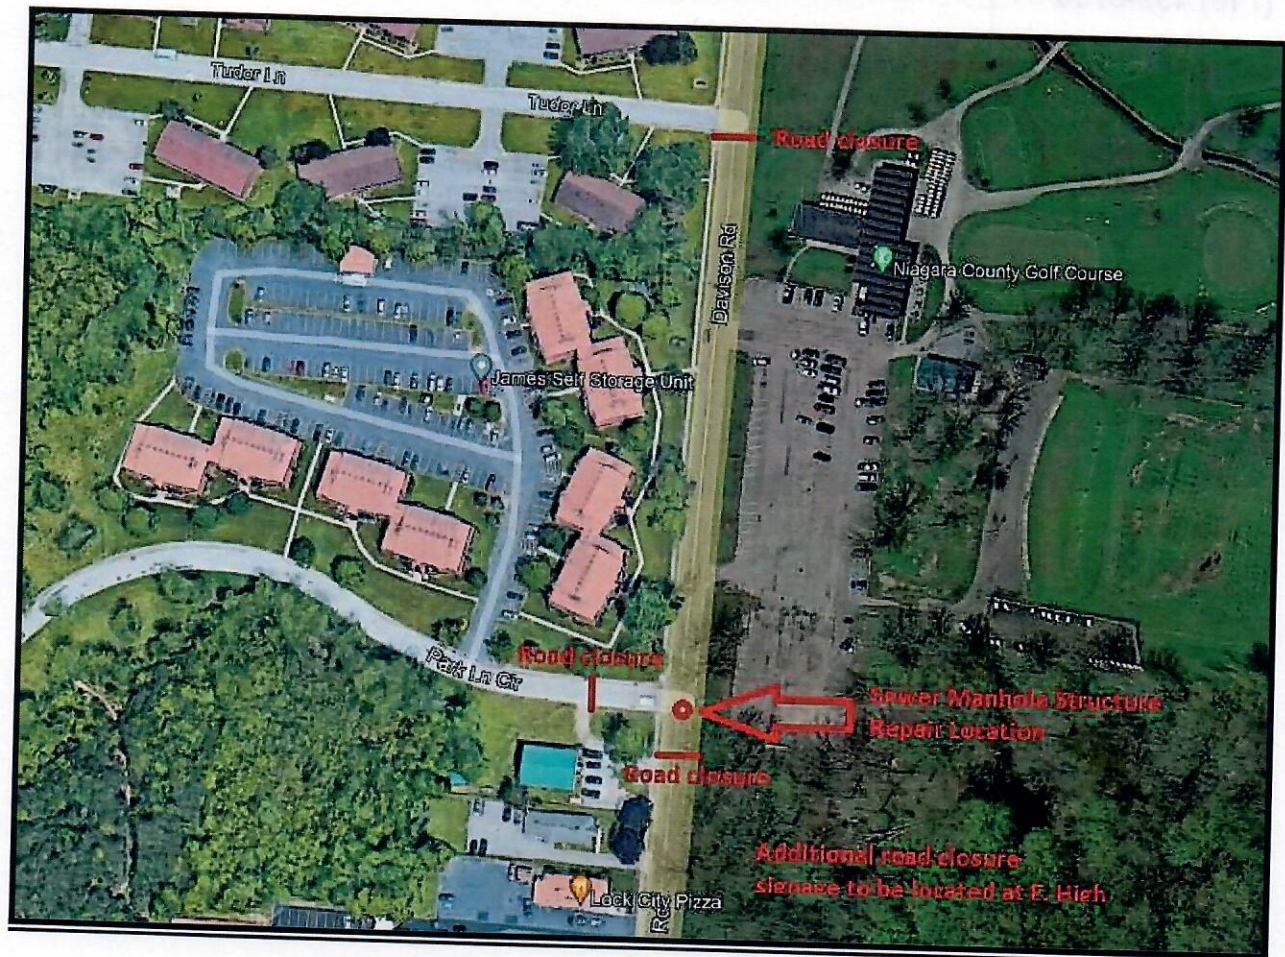 Tudor Ln
Tudor Ln
Road closure
Davison Rd
Niagara County Golf Course
James Self Storage Unit
Park Ln Cir
Road closure
Sewer Manhole Structure
Repair Location
Road closure
Additional road closure
signage to be located at E. High
Lock City Pizza
Rd